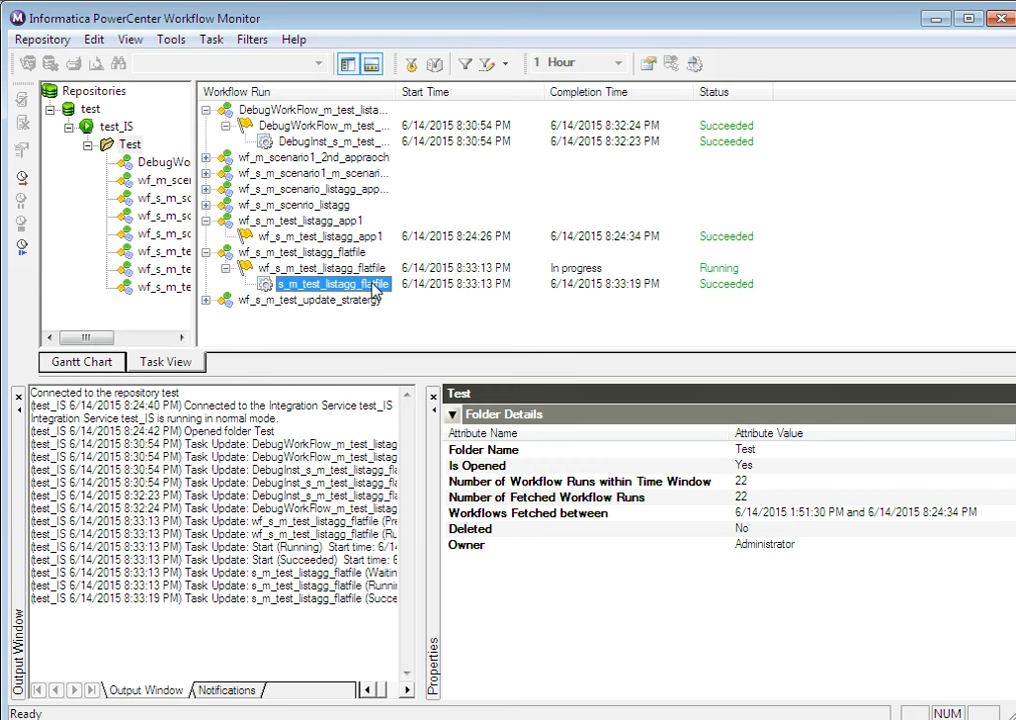 Informatica PowerCenter Workflow Monitor
Repository Edit View Tools Task Filters Help
1 Hour
Repositories
test
test_IS
Test
DebugWo
wf_m_scer
wf_s_m_sc
wf_s_m_sc
wf_s_m_sc
wf_s_m_te
wf_s_m_te
wf_s_m_te
Workflow Run Start Time Completion Time Status
DebugWorkFlow_m_test_lista...
DebugWorkFlow_m_test_... 6/14/2015 8:30:54 PM 6/14/2015 8:32:24 PM Succeeded
DebugInst_s_m_test_... 6/14/2015 8:30:54 PM 6/14/2015 8:32:23 PM Succeeded
wf_m_scenario1_2nd_appraoch
wf_s_m_scenario1_m_scenari...
wf_s_m_scenario_listagg_app...
wf_s_m_scenrio_listagg
wf_s_m_test_listagg_app1
wf_s_m_test_listagg_app1 6/14/2015 8:24:26 PM 6/14/2015 8:24:34 PM Succeeded
wf_s_m_test_listagg_flatfile
wf_s_m_test_listagg_flatfile 6/14/2015 8:33:13 PM In progress Running
s_m_test_listagg_flatfile 6/14/2015 8:33:13 PM 6/14/2015 8:33:19 PM Succeeded
wf_s_m_test_update_stratergy
Gantt Chart Task View
Connected to the repository test
(test_IS 6/14/2015 8:24:40 PM) Connected to the Integration Service test_IS
Integration Service test_IS is running in normal mode.
(test_IS 6/14/2015 8:24:42 PM) Opened folder Test
(test_IS 6/14/2015 8:30:54 PM) Task Update: DebugWorkFlow_m_test_listag
(test_IS 6/14/2015 8:30:54 PM) Task Update: DebugWorkFlow_m_test_listag
(test_IS 6/14/2015 8:30:54 PM) Task Update: DebugInst_s_m_test_listagg_fla
(test_IS 6/14/2015 8:30:54 PM) Task Update: DebugInst_s_m_test_listagg_fla
(test_IS 6/14/2015 8:32:23 PM) Task Update: DebugInst_s_m_test_listagg_fla
(test_IS 6/14/2015 8:32:24 PM) Task Update: DebugWorkFlow_m_test_listag
(test_IS 6/14/2015 8:33:13 PM) Task Update: wf_s_m_test_listagg_flatfile (Pre
(test_IS 6/14/2015 8:33:13 PM) Task Update: wf_s_m_test_listagg_flatfile (Ru
(test_IS 6/14/2015 8:33:13 PM) Task Update: Start (Running) Start time: 6/1
(test_IS 6/14/2015 8:33:13 PM) Task Update: Start (Succeeded) Start time: 6
(test_IS 6/14/2015 8:33:13 PM) Task Update: s_m_test_listagg_flatfile (Waitin
(test_IS 6/14/2015 8:33:13 PM) Task Update: s_m_test_listagg_flatfile (Runni
(test_IS 6/14/2015 8:33:19 PM) Task Update: s_m_test_listagg_flatfile (Succe
Output Window
Output Window Notifications
Properties
Test
Folder Details
Attribute Name Attribute Value
Folder Name Test
Is Opened Yes
Number of Workflow Runs within Time Window 22
Number of Fetched Workflow Runs 22
Workflows Fetched between 6/14/2015 1:51:30 PM and 6/14/2015 8:24:34 PM
Deleted No
Owner Administrator
Ready NUM